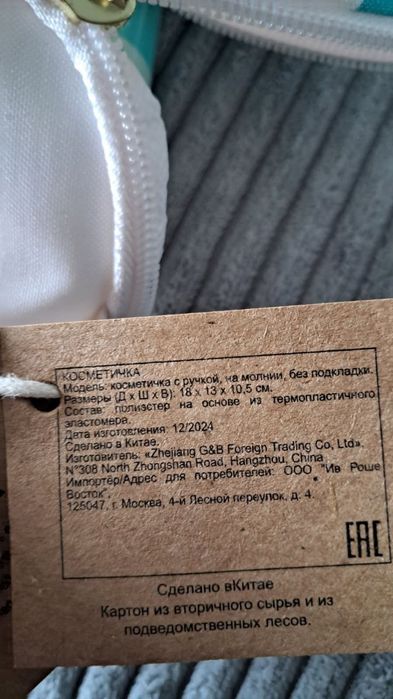 КОСМЕТИЧКА
Модель: косметичка с ручкой, на молнии, без подкладки.
Размеры (Д х Ш х В): 18 х 13 х 10,5 см.
Состав: полиэстер на основе из термопластичного
эластомера.
Дата изготовления: 12/2024
Сделано в Китае.
Изготовитель: «Zhejiang G&B Foreign Trading Co, Ltd».
N°308 North Zhongshan Road, Hangzhou, China
Импортёр/Адрес для потребителей: ООО "Ив Роше
Восток",
125047, г. Москва, 4-й Лесной переулок, д. 4.
EAC
Сделано вКитае
Картон из вторичного сырья и из
подведомственных лесов.